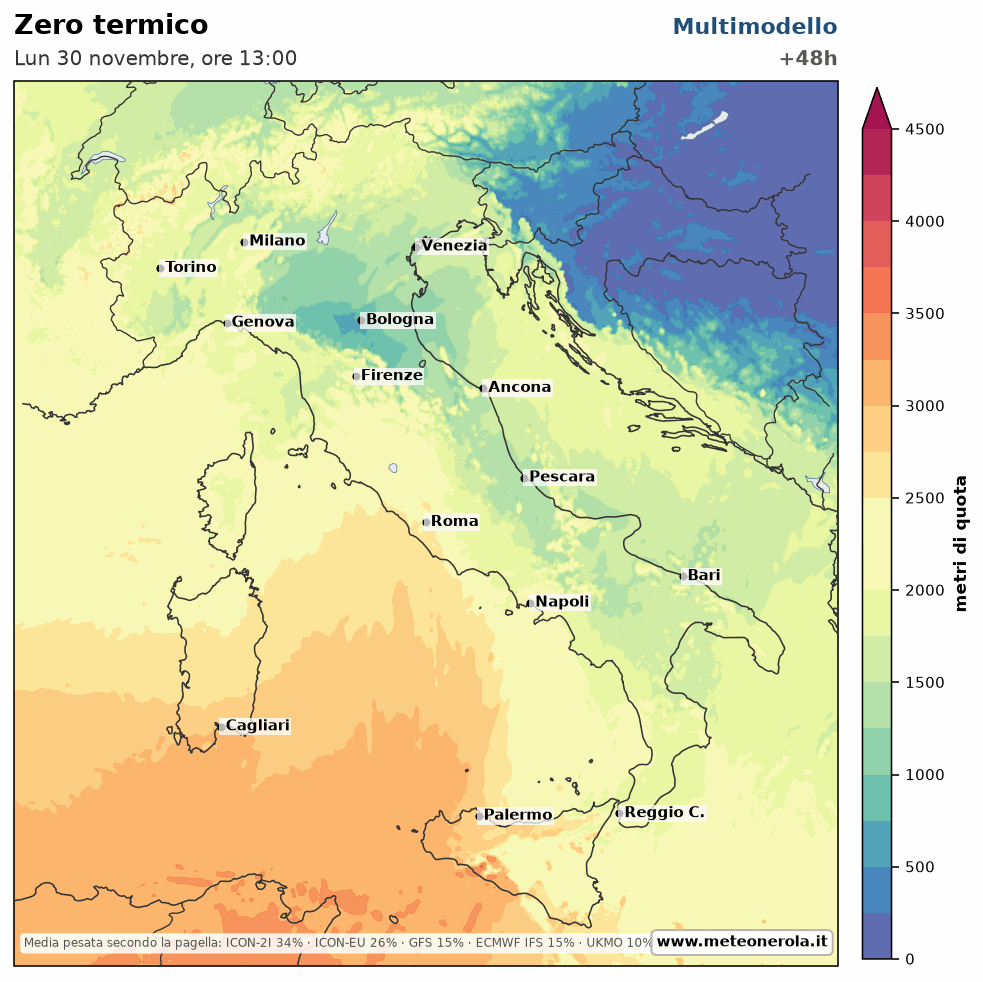 Zero termico
Multimodello
Lun 30 novembre, ore 13:00
+48h
4500
4000
3500
3000
2500
2000
1500
1000
500
0
metri di quota
Milano
Venezia
Torino
Genova
Bologna
Firenze
Ancona
Pescara
Roma
Bari
Napoli
Cagliari
Palermo
Reggio C.
Media pesata secondo la pagella: ICON-2I 34% · ICON-EU 26% · GFS 15% · ECMWF IFS 15% · UKMO 10%
www.meteonerola.it